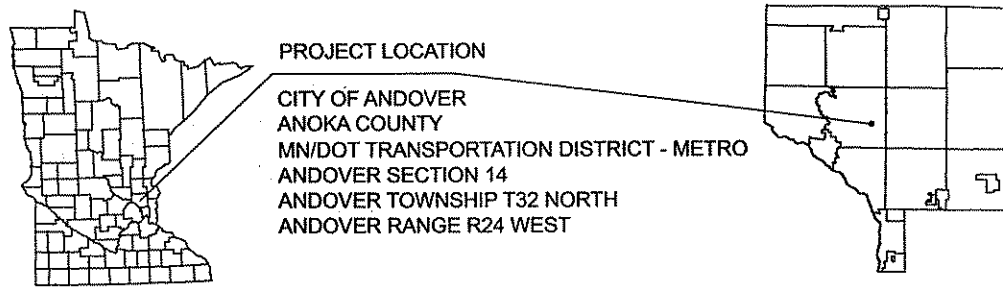 PROJECT LOCATION
CITY OF ANDOVER
ANOKA COUNTY
MN/DOT TRANSPORTATION DISTRICT - METRO
ANDOVER SECTION 14
ANDOVER TOWNSHIP T32 NORTH
ANDOVER RANGE R24 WEST